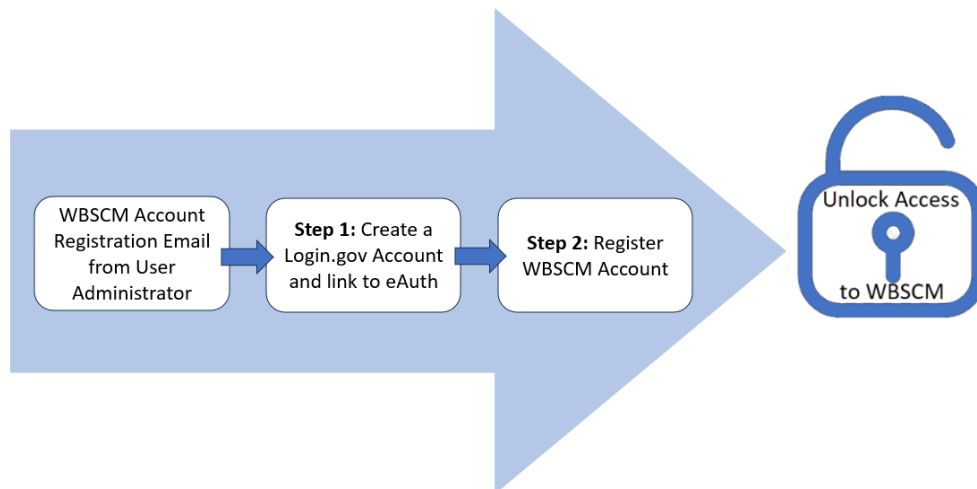 WBSCM Account
Registration Email
from User
Administrator
Step 1: Create a
Login.gov Account
and link to eAuth
Step 2: Register
WBSCM Account
Unlock Access
to WBSCM